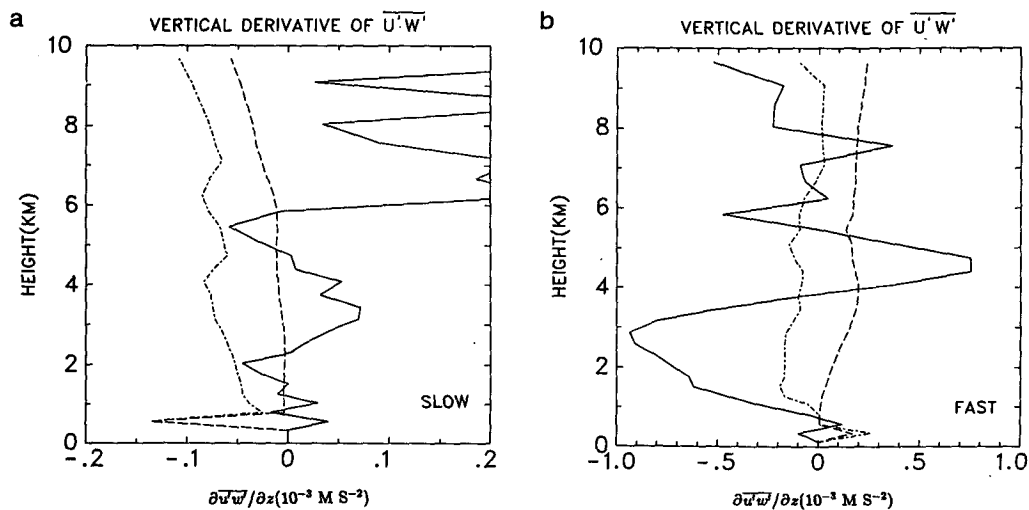 a
VERTICAL DERIVATIVE OF U'·W'
10
8
6
4
2
0
HEIGHT(KM)
SLOW
-.2
-.1
0
.1
.2
∂u'w'/∂z(10⁻³ M S⁻²)
b
VERTICAL DERIVATIVE OF U'W'
10
8
6
4
2
0
HEIGHT(KM)
FAST
-1.0
-.5
0
.5
1.0
∂u'w'/∂z(10⁻³ M S⁻²)